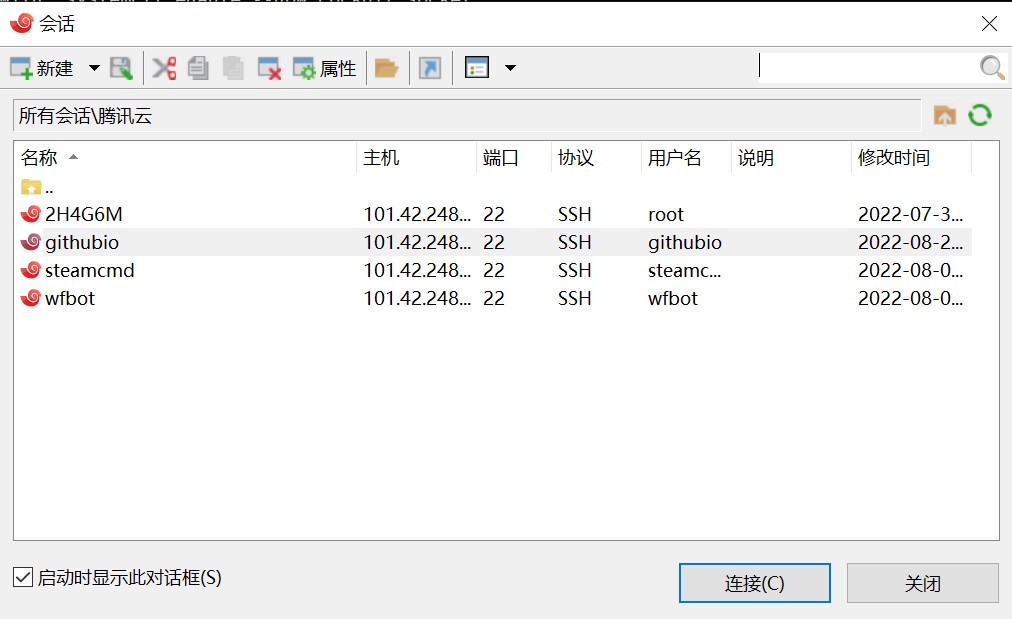 会话
新建 属性
所有会话\腾讯云
名称 主机 端口 协议 用户名 说明 修改时间
..
2H4G6M 101.42.248... 22 SSH root 2022-07-3...
githubio 101.42.248... 22 SSH githubio 2022-08-2...
steamcmd 101.42.248... 22 SSH steamc... 2022-08-0...
wfbot 101.42.248... 22 SSH wfbot 2022-08-0...
启动时显示此对话框(S) 连接(C) 关闭